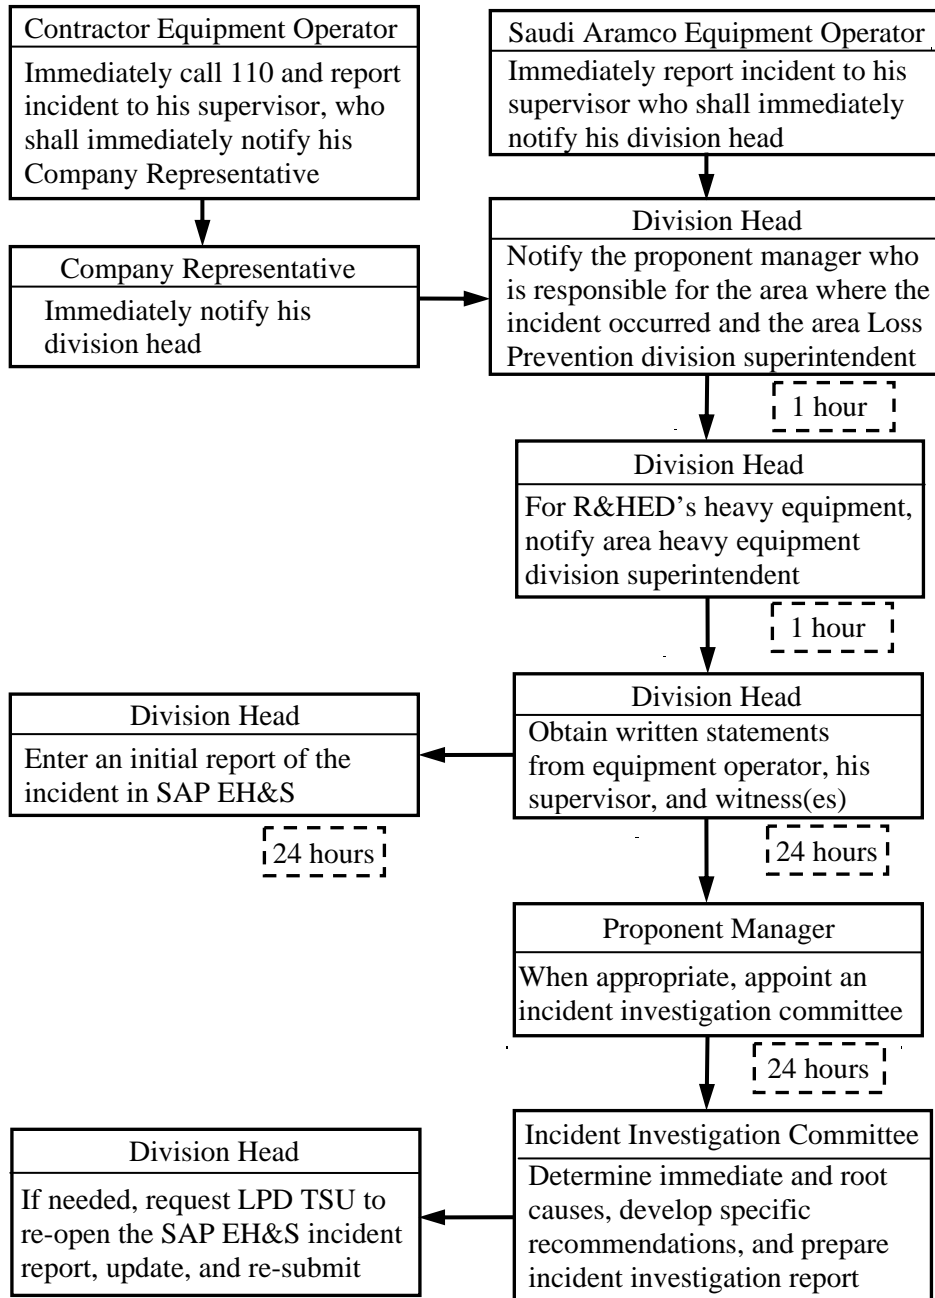 Contractor Equipment Operator
Immediately call 110 and report
incident to his supervisor, who
shall immediately notify his
Company Representative
Saudi Aramco Equipment Operator
Immediately report incident to his
supervisor who shall immediately
notify his division head
Company Representative
Immediately notify his
division head
Division Head
Notify the proponent manager who
is responsible for the area where the
incident occurred and the area Loss
Prevention division superintendent
1 hour
Division Head
For R&HED’s heavy equipment,
notify area heavy equipment
division superintendent
1 hour
Division Head
Obtain written statements
from equipment operator, his
supervisor, and witness(es)
24 hours
Division Head
Enter an initial report of the
incident in SAP EH&S
24 hours
Proponent Manager
When appropriate, appoint an
incident investigation committee
24 hours
Incident Investigation Committee
Determine immediate and root
causes, develop specific
recommendations, and prepare
incident investigation report
Division Head
If needed, request LPD TSU to
re-open the SAP EH&S incident
report, update, and re-submit